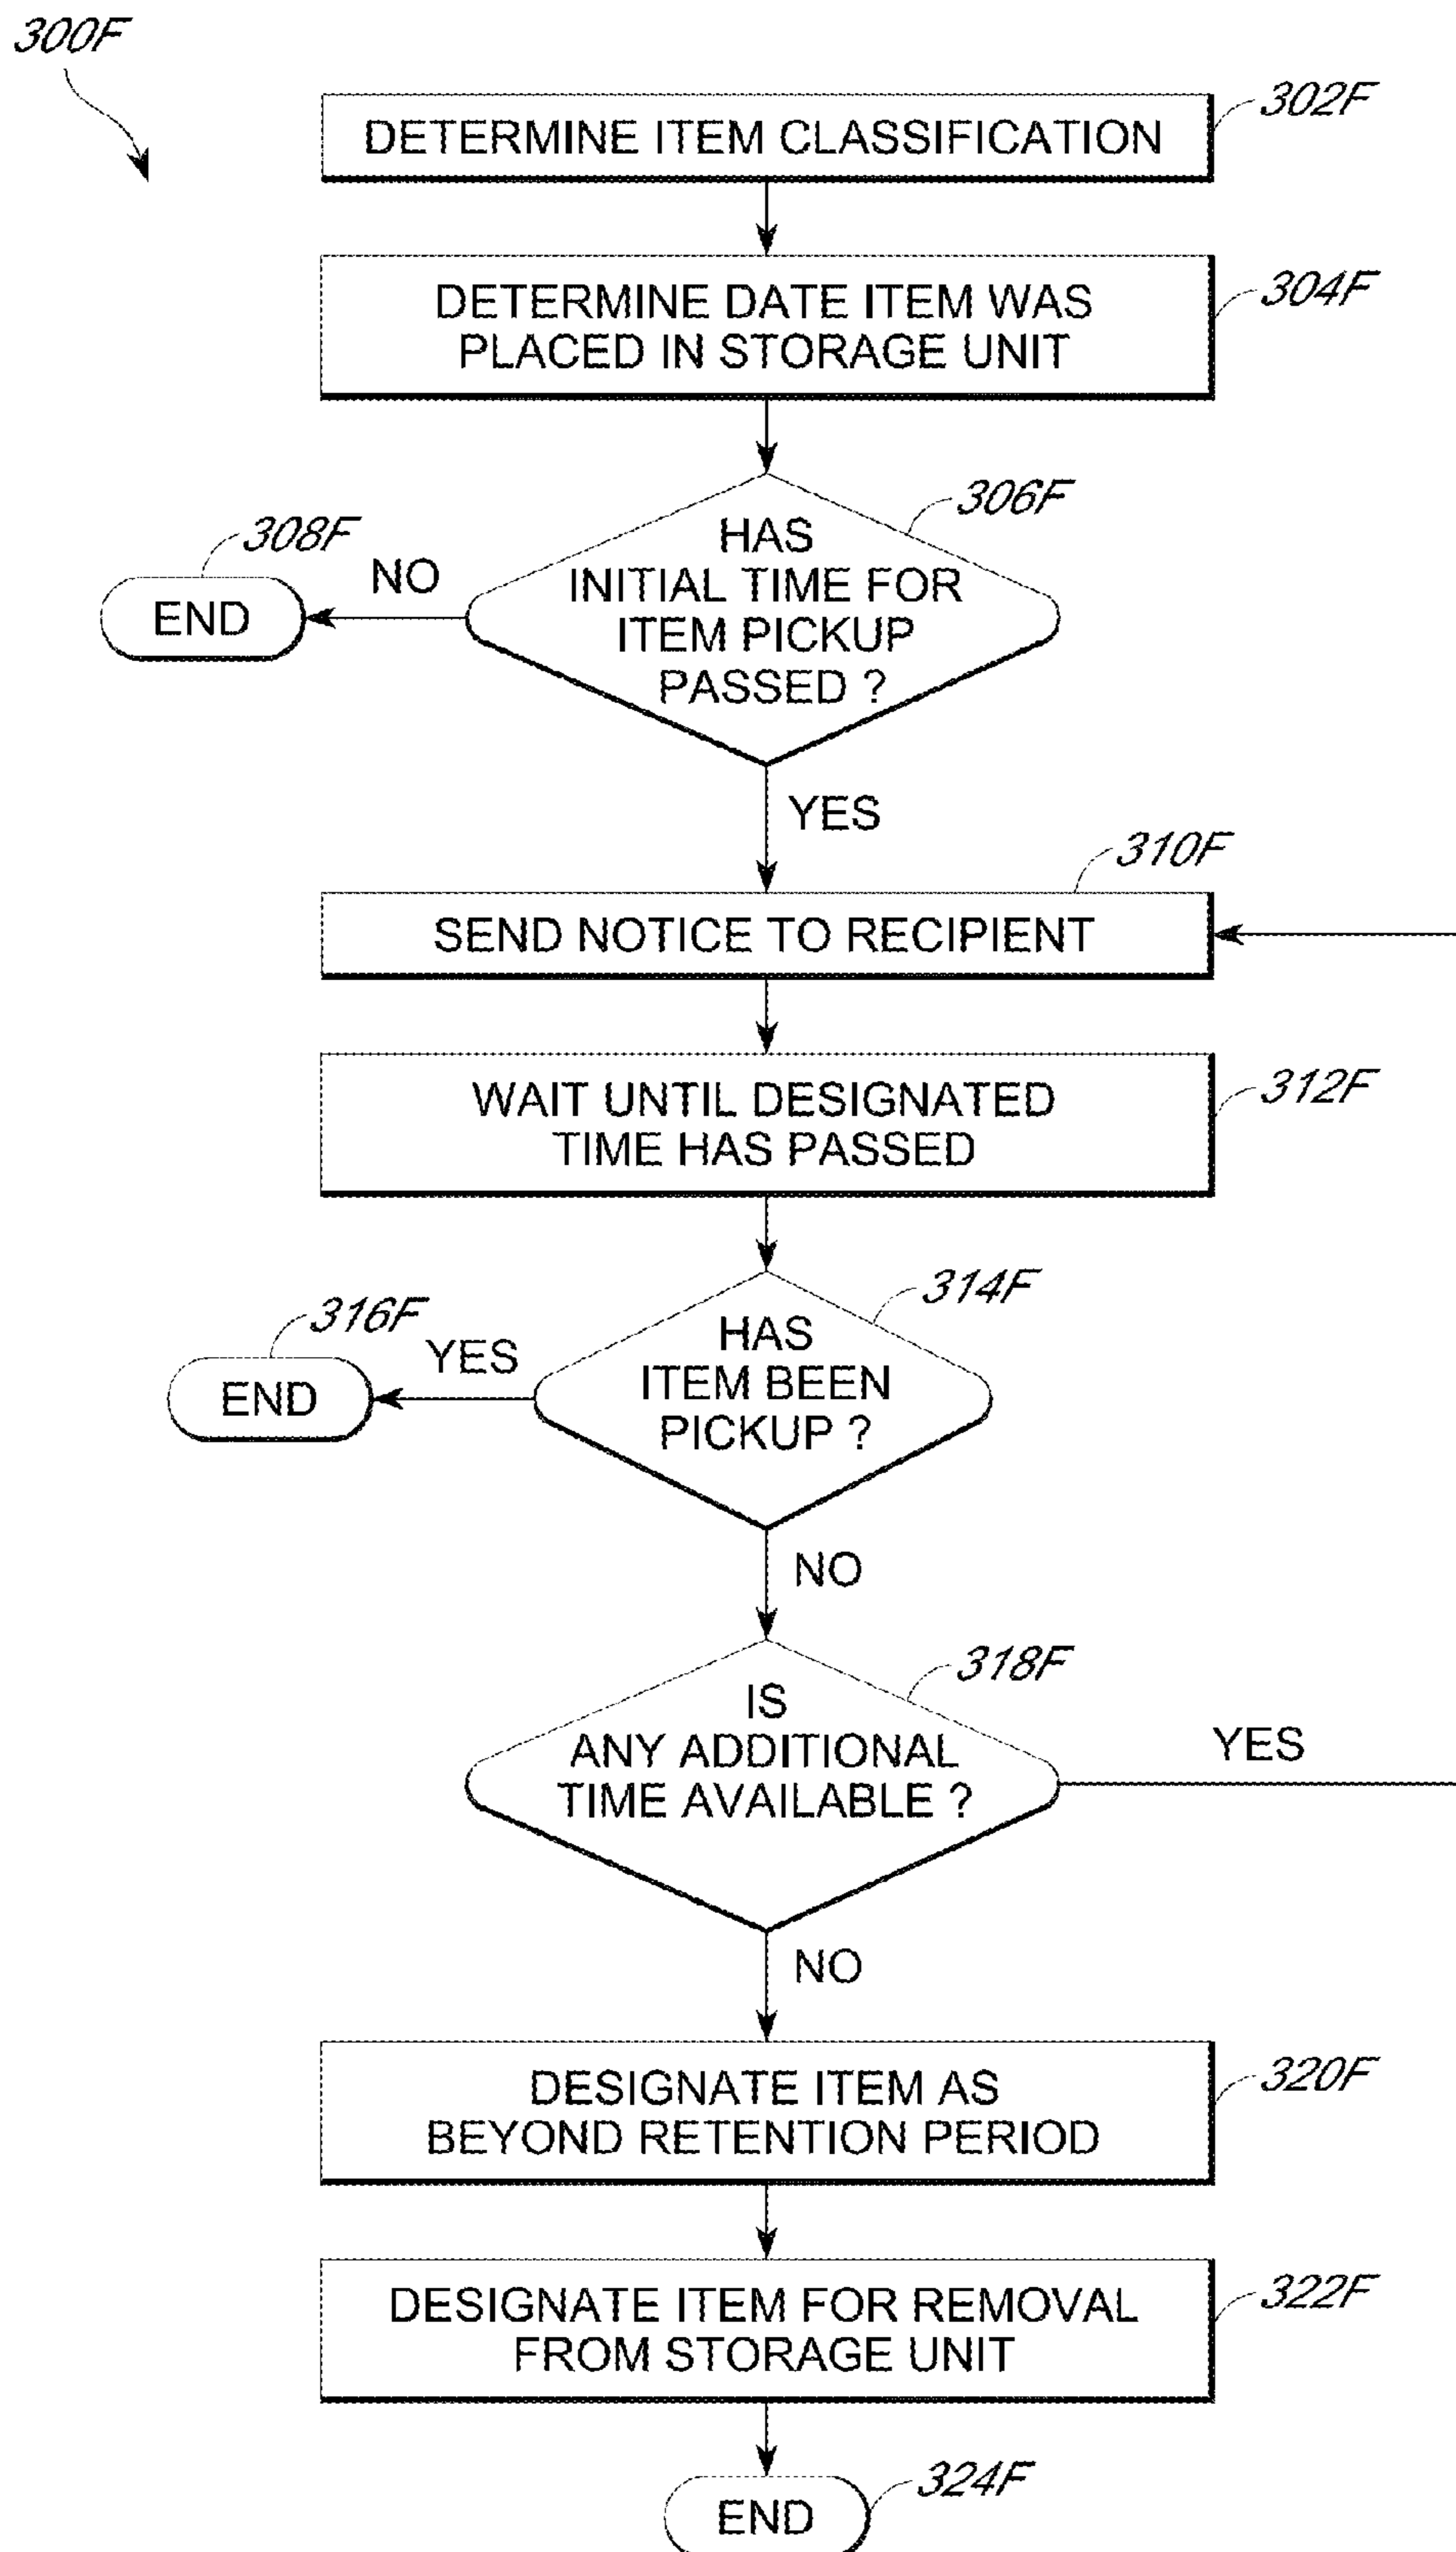 300F
302F
DETERMINE ITEM CLASSIFICATION
304F
DETERMINE DATE ITEM WAS
PLACED IN STORAGE UNIT
306F
HAS
INITIAL TIME FOR
ITEM PICKUP
PASSED ?
308F
NO
END
YES
310F
SEND NOTICE TO RECIPIENT
312F
WAIT UNTIL DESIGNATED
TIME HAS PASSED
314F
HAS
ITEM BEEN
PICKUP ?
316F
YES
END
NO
318F
IS
ANY ADDITIONAL
TIME AVAILABLE ?
YES
NO
320F
DESIGNATE ITEM AS
BEYOND RETENTION PERIOD
322F
DESIGNATE ITEM FOR REMOVAL
FROM STORAGE UNIT
324F
END